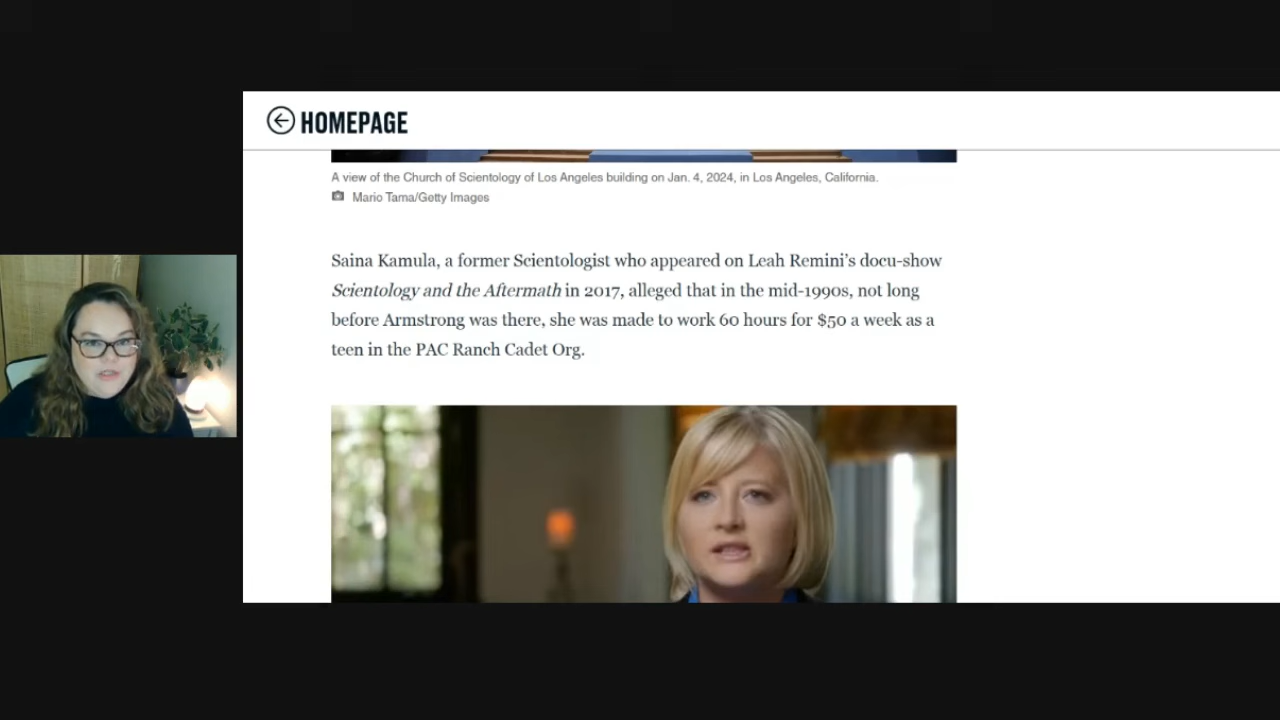 HOMEPAGE
A view of the Church of Scientology of Los Angeles building on Jan. 4, 2024, in Los Angeles, California.
Mario Tama/Getty Images
Saina Kamula, a former Scientologist who appeared on Leah Remini’s docu-show
Scientology and the Aftermath in 2017, alleged that in the mid-1990s, not long
before Armstrong was there, she was made to work 60 hours for $50 a week as a
teen in the PAC Ranch Cadet Org.